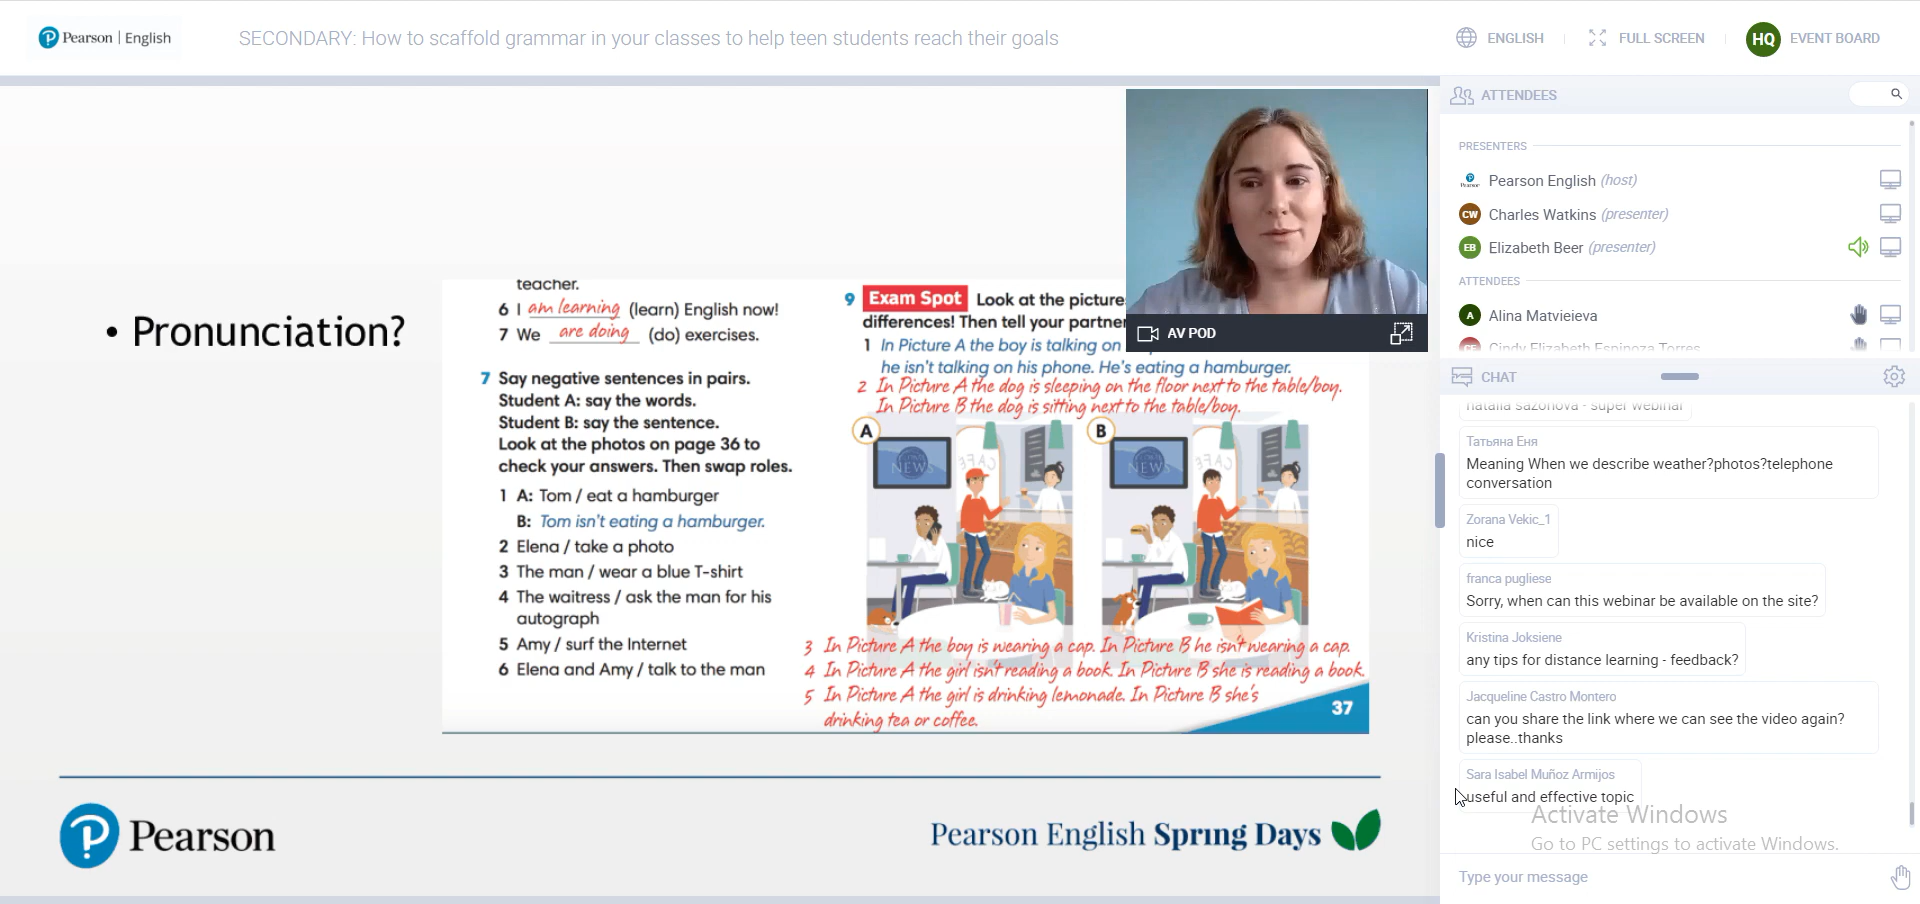 Pearson | English
SECONDARY: How to scaffold grammar in your classes to help teen students reach their goals
ENGLISH
FULL SCREEN
HQ EVENT BOARD
• Pronunciation?
teacher.
6 I am learning (learn) English now!
7 We are doing (do) exercises.
7 Say negative sentences in pairs.
Student A: say the words.
Student B: say the sentence.
Look at the photos on page 36 to
check your answers. Then swap roles.
1 A: Tom / eat a hamburger
B: Tom isn't eating a hamburger.
2 Elena / take a photo
3 The man / wear a blue T-shirt
4 The waitress / ask the man for his
autograph
5 Amy / surf the Internet
6 Elena and Amy / talk to the man
9 Exam Spot Look at the picture
differences! Then tell your partner
1 In Picture A the boy is talking on
he isn't talking on his phone. He's eating a hamburger.
2 In Picture A the dog is sleeping on the floor next to the table/boy.
In Picture B the dog is sitting next to the table/boy.
A
B
NEWS
NEWS
3 In Picture A the boy is wearing a cap. In Picture B he isn't wearing a cap.
4 In Picture A the girl isn't reading a book. In Picture B she is reading a book.
5 In Picture A the girl is drinking lemonade. In Picture B she's
drinking tea or coffee.
37
AV POD
Pearson
Pearson English Spring Days
ATTENDEES
PRESENTERS
Pearson English (host)
CW Charles Watkins (presenter)
EB Elizabeth Beer (presenter)
ATTENDEES
A Alina Matvieieva
CE Cindy Elizabeth Espinoza Torres
CHAT
natalia sazonova - super webinar
Татьяна Еня
Meaning When we describe weather?photos?telephone
conversation
Zorana Vekic_1
nice
franca pugliese
Sorry, when can this webinar be available on the site?
Kristina Joksiene
any tips for distance learning - feedback?
Jacqueline Castro Montero
can you share the link where we can see the video again?
please..thanks
Sara Isabel Muñoz Armijos
useful and effective topic
Activate Windows
Go to PC settings to activate Windows.
Type your message